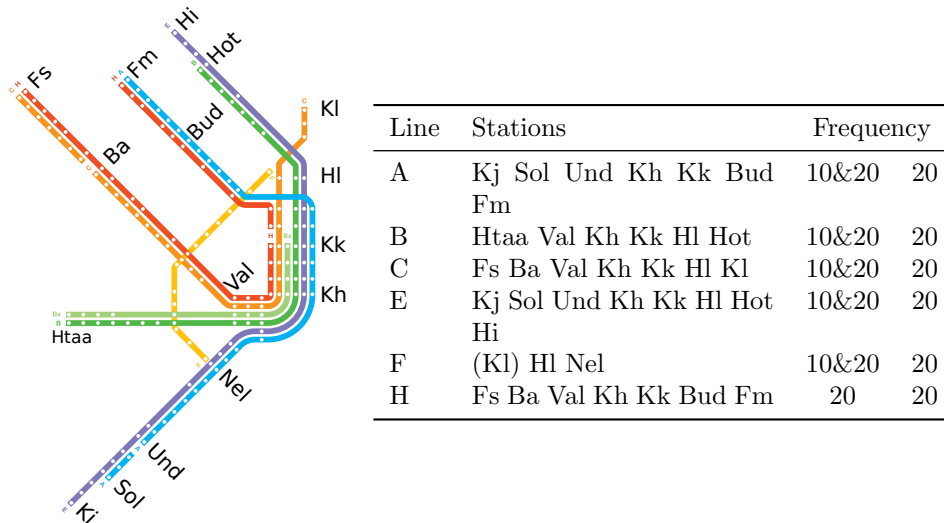 E
Hi
Hot
B
H A
Fm
Bud
C H
Fs
Ba
C
C
Kl
Hl
H
Bx
Kk
Val
Kh
Bx
B
Htaa
Nel
A
Und
A
Sol
E
Kj
Line Stations Frequency
A Kj Sol Und Kh Kk Bud 10&20 20
Fm
B Htaa Val Kh Kk Hl Hot 10&20 20
C Fs Ba Val Kh Kk Hl Kl 10&20 20
E Kj Sol Und Kh Kk Hl Hot 10&20 20
Hi
F (Kl) Hl Nel 10&20 20
H Fs Ba Val Kh Kk Bud Fm 20 20